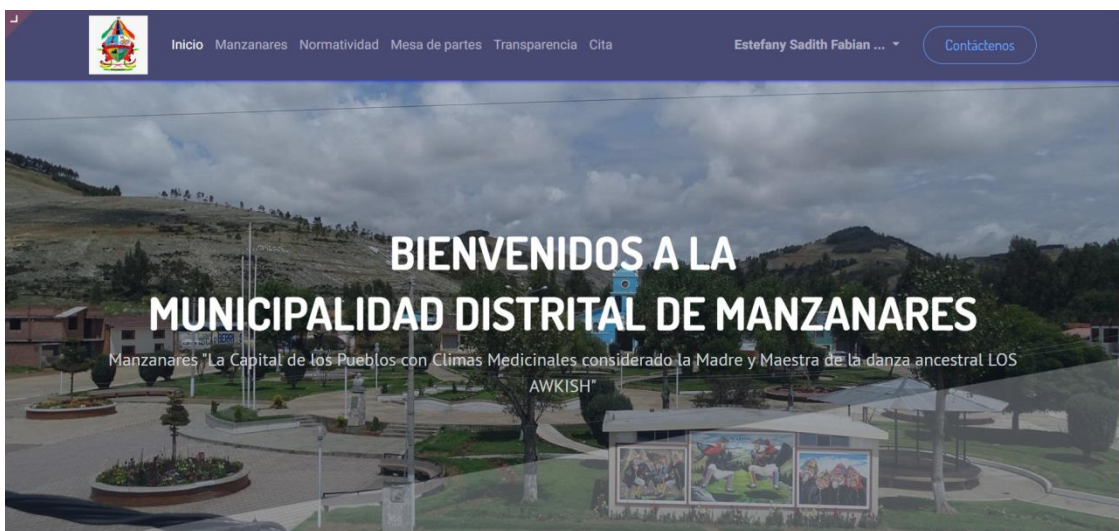 Inicio Manzanares Normatividad Mesa de partes Transparencia Cita Estefany Sadith Fabian ... Contáctenos
BIENVENIDOS A LA
MUNICIPALIDAD DISTRITAL DE MANZANARES
Manzanares "La Capital de los Pueblos con Climas Medicinales considerado la Madre y Maestra de la danza ancestral LOS
AWKISH"